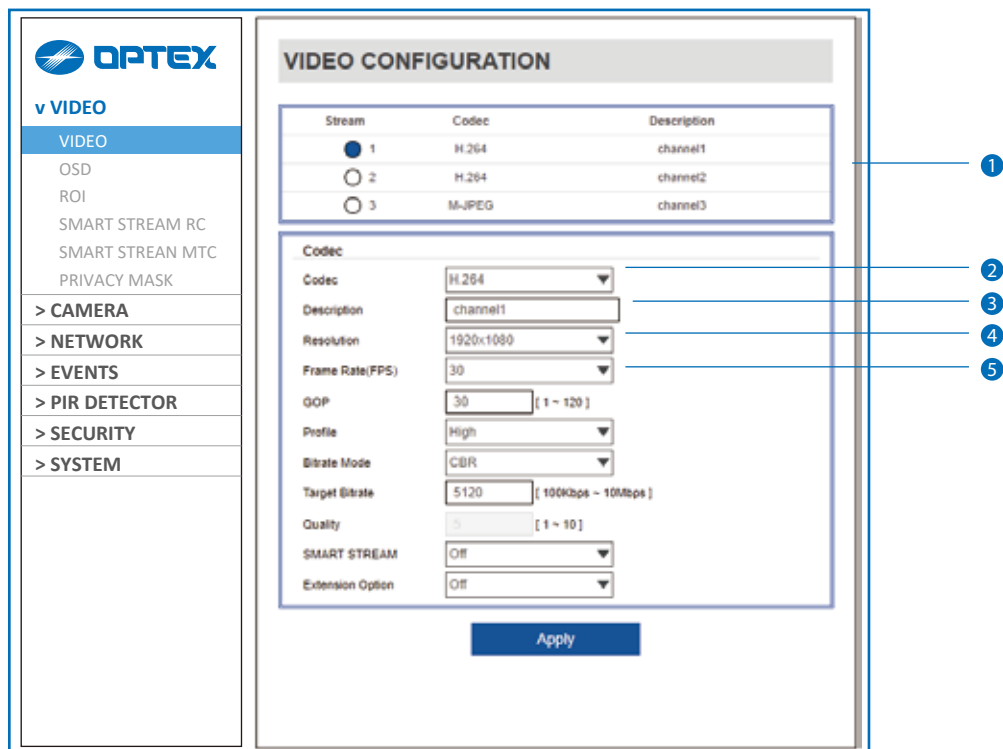 OPTEX
v VIDEO
VIDEO
OSD
ROI
SMART STREAM RC
SMART STREAN MTC
PRIVACY MASK
> CAMERA
> NETWORK
> EVENTS
> PIR DETECTOR
> SECURITY
> SYSTEM
VIDEO CONFIGURATION
Stream Codec Description
1 H.264 channel1
2 H.264 channel2
3 M-JPEG channel3
1
Codec
Codec H.264 2
Description channel1 3
Resolution 1920x1080 4
Frame Rate(FPS) 30 5
GOP 30 [ 1 ~ 120 ]
Profile High
Bitrate Mode CBR
Target Bitrate 5120 [ 100Kbps ~ 10Mbps ]
Quality 5 [ 1 ~ 10 ]
SMART STREAM Off
Extension Option Off
Apply